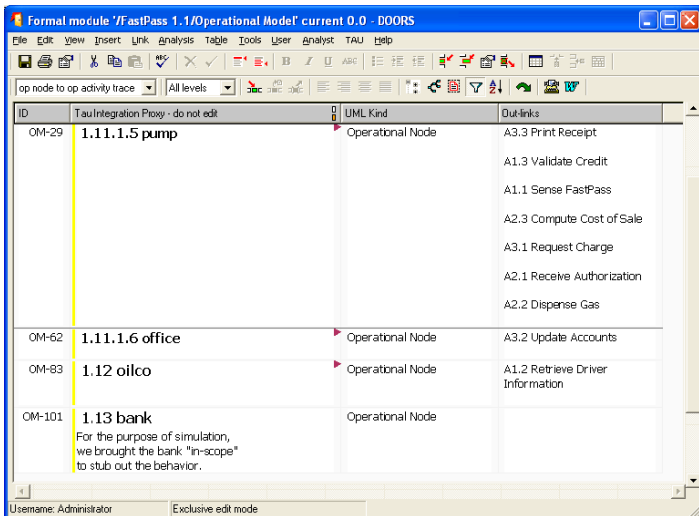 Formal module '/FastPass 1.1/Operational Model' current 0.0 - DOORS
File Edit View Insert Link Analysis Table Tools User Analyst TAU Help
B I U ABC
op node to op activity trace All levels
ID Tau Integration Proxy - do not edit UML Kind Out-links
OM-29 1.11.1.5 pump Operational Node A3.3 Print Receipt
A1.3 Validate Credit
A1.1 Sense FastPass
A2.3 Compute Cost of Sale
A3.1 Request Charge
A2.1 Receive Authorization
A2.2 Dispense Gas
OM-62 1.11.1.6 office Operational Node A3.2 Update Accounts
OM-83 1.12 oilco Operational Node A1.2 Retrieve Driver
Information
OM-101 1.13 bank Operational Node
For the purpose of simulation,
we brought the bank "in-scope"
to stub out the behavior.
Username: Administrator Exclusive edit mode